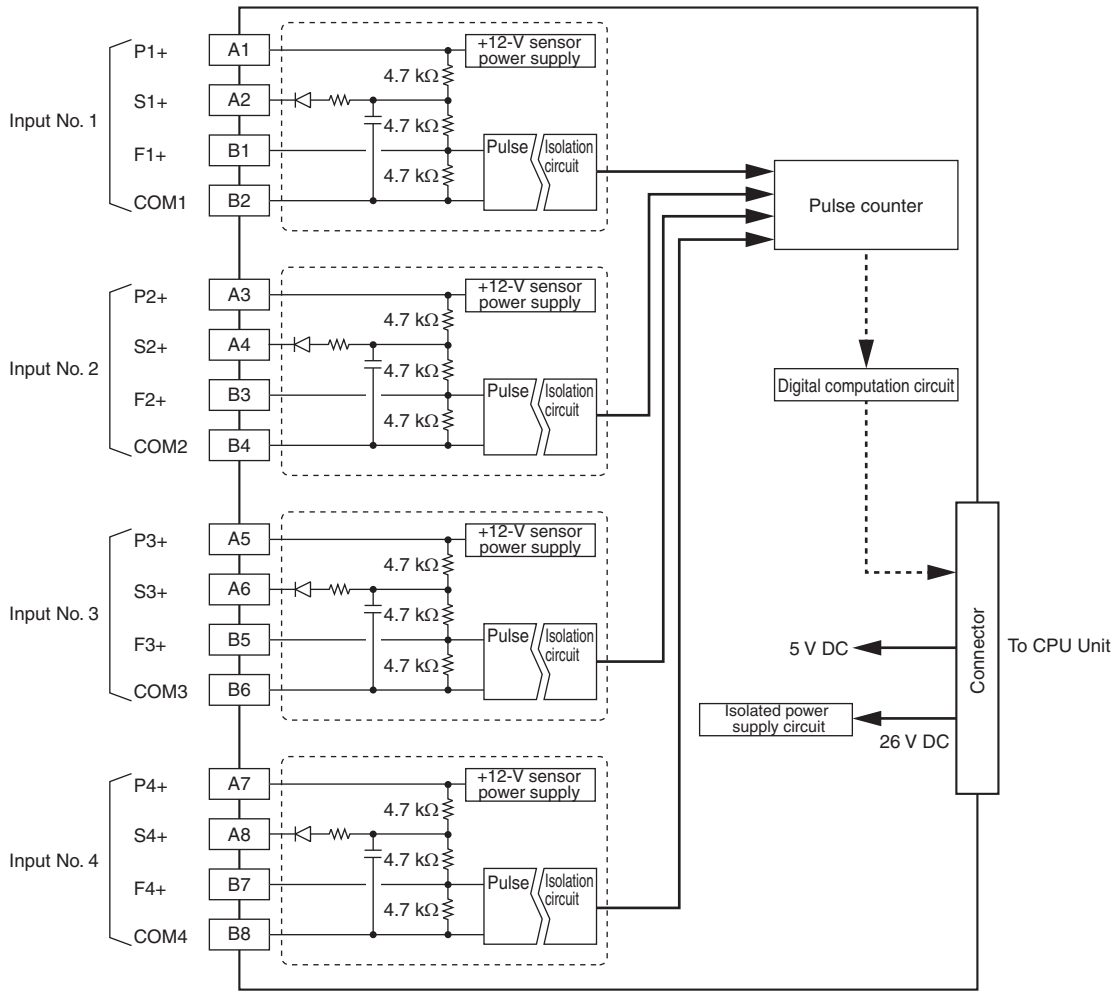 P1+
A1
+12-V sensor
power supply
4.7 kΩ
S1+
A2
Input No. 1
4.7 kΩ
F1+
B1
Pulse
Isolation
circuit
4.7 kΩ
COM1
B2
Pulse counter
P2+
A3
+12-V sensor
power supply
4.7 kΩ
S2+
A4
Input No. 2
4.7 kΩ
F2+
B3
Pulse
Isolation
circuit
4.7 kΩ
COM2
B4
Digital computation circuit
P3+
A5
+12-V sensor
power supply
4.7 kΩ
S3+
A6
Input No. 3
4.7 kΩ
F3+
B5
Pulse
Isolation
circuit
4.7 kΩ
COM3
B6
5 V DC
Connector
To CPU Unit
Isolated power
supply circuit
26 V DC
P4+
A7
+12-V sensor
power supply
4.7 kΩ
S4+
A8
Input No. 4
4.7 kΩ
F4+
B7
Pulse
Isolation
circuit
4.7 kΩ
COM4
B8